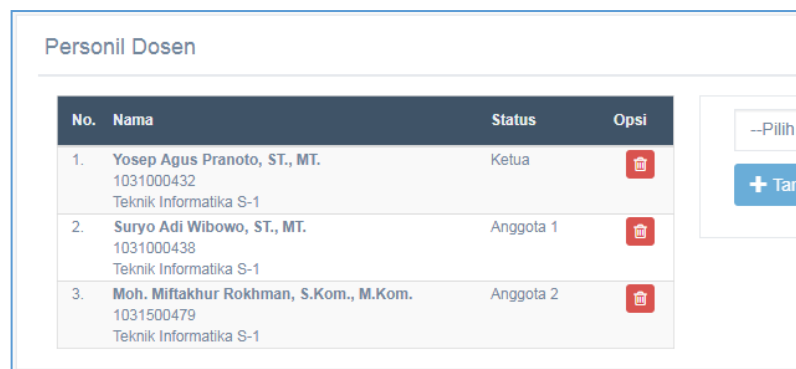 Personil Dosen
No. Nama Status Opsi
--Pilih
1. Yosep Agus Pranoto, ST., MT. Ketua
1031000432
Teknik Informatika S-1
2. Suryo Adi Wibowo, ST., MT. Anggota 1
1031000438
Teknik Informatika S-1
3. Moh. Miftakhur Rokhman, S.Kom., M.Kom. Anggota 2
1031500479
Teknik Informatika S-1